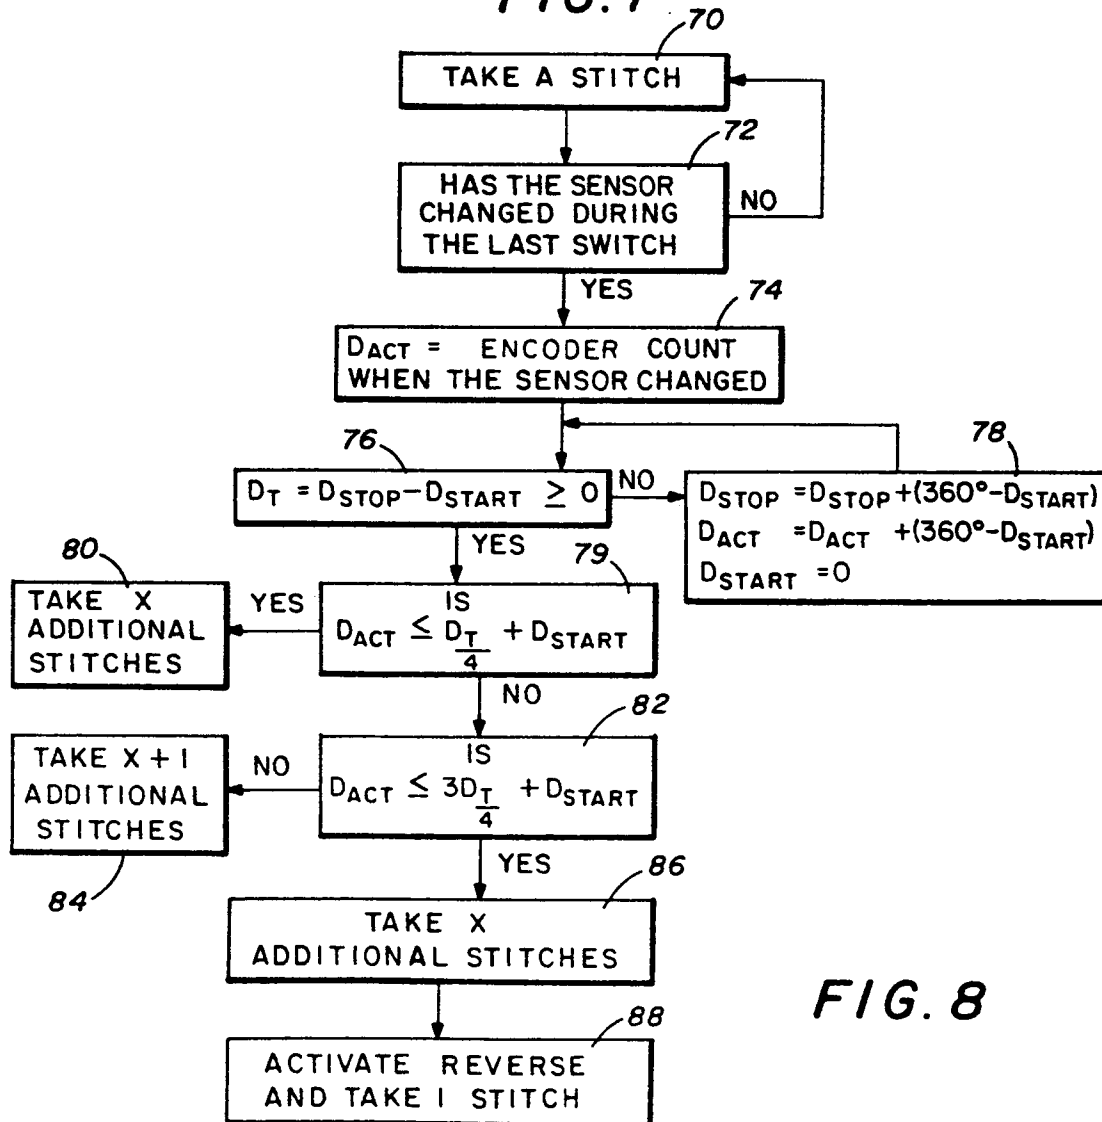 70
TAKE A STITCH
72
HAS THE SENSOR
CHANGED DURING
THE LAST SWITCH
NO
YES
74
DACT = ENCODER COUNT
WHEN THE SENSOR CHANGED
76
DT = DSTOP-DSTART ≥ 0
NO
78
DSTOP =DSTOP+(360°-DSTART)
DACT =DACT +(360°-DSTART)
DSTART =0
YES
79
IS
DACT ≤ DT/4 + DSTART
YES
80
TAKE X
ADDITIONAL
STITCHES
NO
82
IS
DACT ≤ 3DT/4 + DSTART
NO
TAKE X + 1
ADDITIONAL
STITCHES
84
YES
86
TAKE X
ADDITIONAL STITCHES
88
ACTIVATE REVERSE
AND TAKE 1 STITCH
FIG. 8